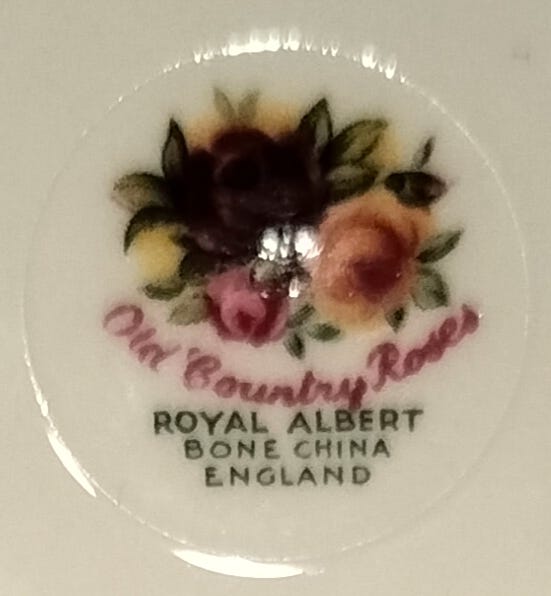 Old Country Roses
ROYAL ALBERT
BONE CHINA
ENGLAND